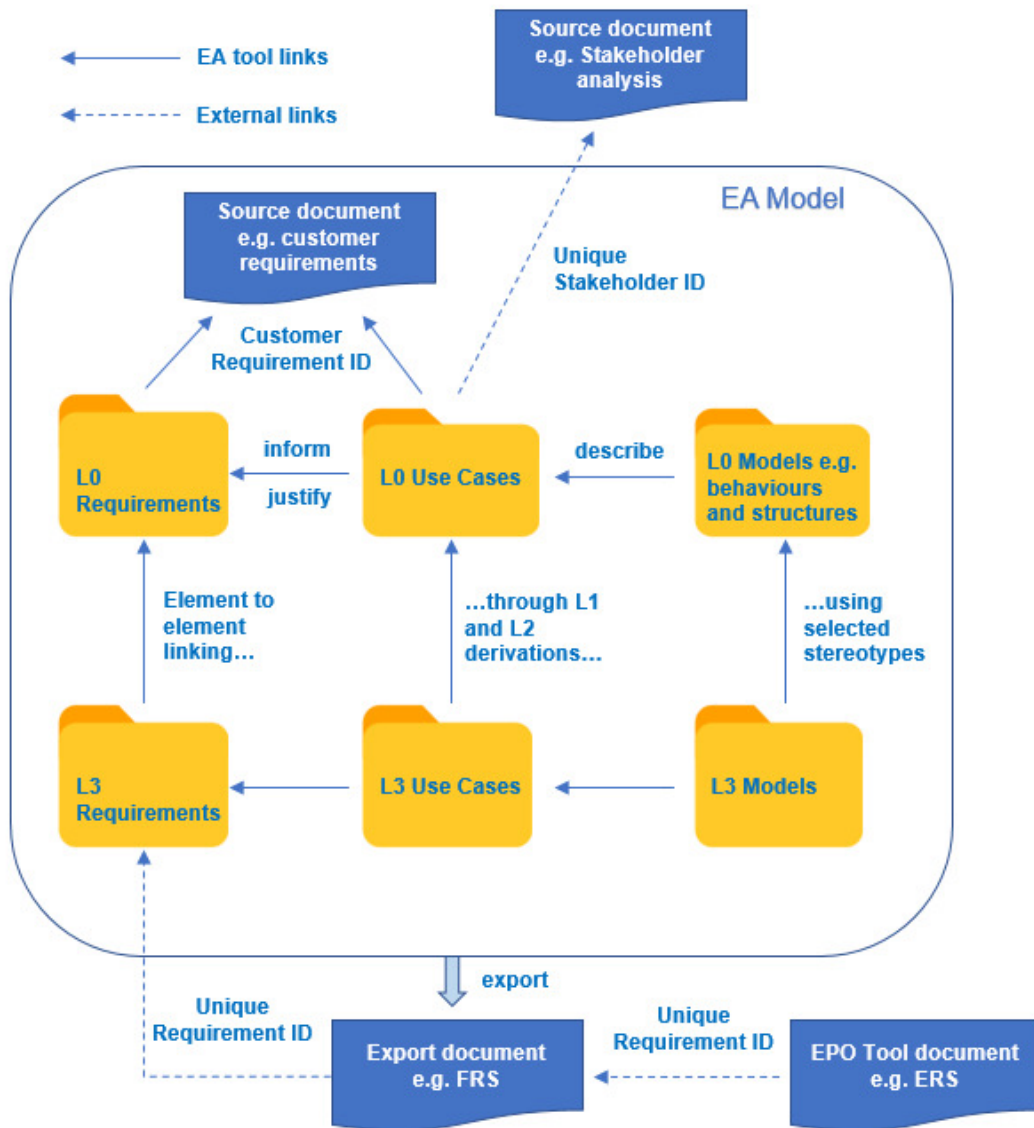 EA tool links
External links
Source document
e.g. Stakeholder
analysis
EA Model
Source document
e.g. customer
requirements
Unique
Stakeholder ID
Customer
Requirement ID
L0
Requirements
inform
justify
L0 Use Cases
describe
L0 Models e.g.
behaviours
and structures
Element to
element
linking…
…through L1
and L2
derivations…
…using
selected
stereotypes
L3
Requirements
L3 Use Cases
L3 Models
export
Unique
Requirement ID
Export document
e.g. FRS
Unique
Requirement ID
EPO Tool document
e.g. ERS